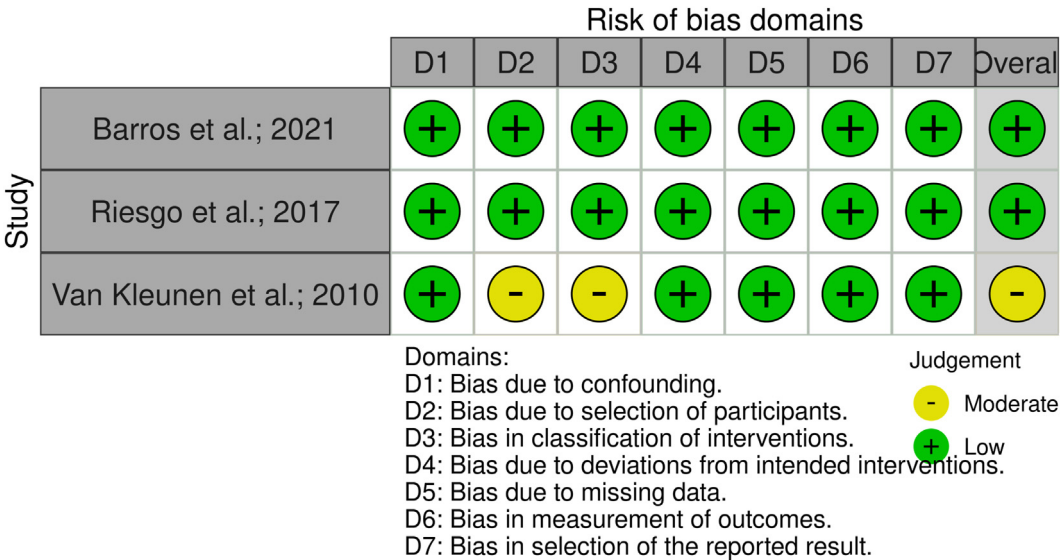 Risk of bias domains
D1 D2 D3 D4 D5 D6 D7 Overal
Study
Barros et al.; 2021 + + + + + + + +
Riesgo et al.; 2017 + + + + + + + +
Van Kleunen et al.; 2010 + - - + + + + -
Domains:
D1: Bias due to confounding.
D2: Bias due to selection of participants.
D3: Bias in classification of interventions.
D4: Bias due to deviations from intended interventions.
D5: Bias due to missing data.
D6: Bias in measurement of outcomes.
D7: Bias in selection of the reported result.
Judgement
- Moderate
+ Low